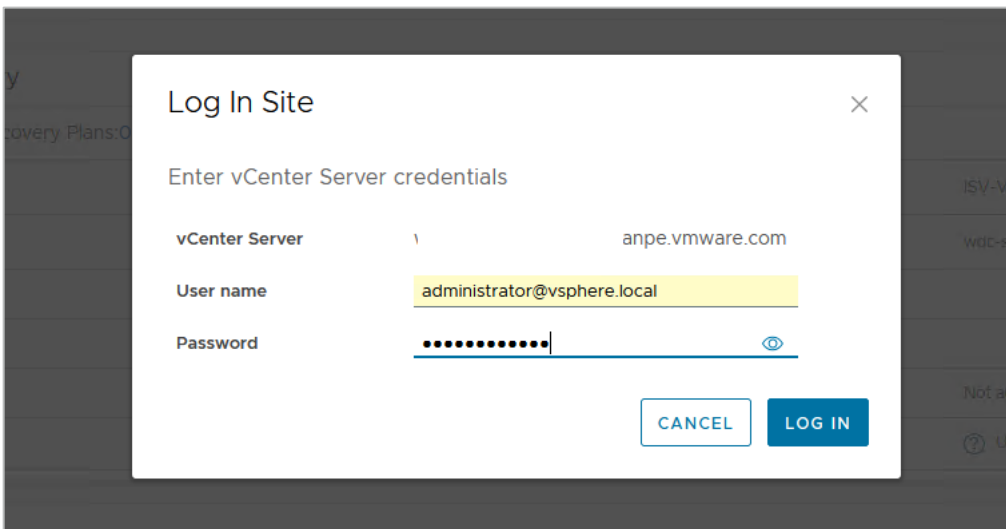 covery Plans:0
Log In Site
Enter vCenter Server credentials
ISV-V
vCenter Server anpe.vmware.com
wdc-s
User name administrator@vsphere.local
Password ••••••••••••
Not a
CANCEL LOG IN